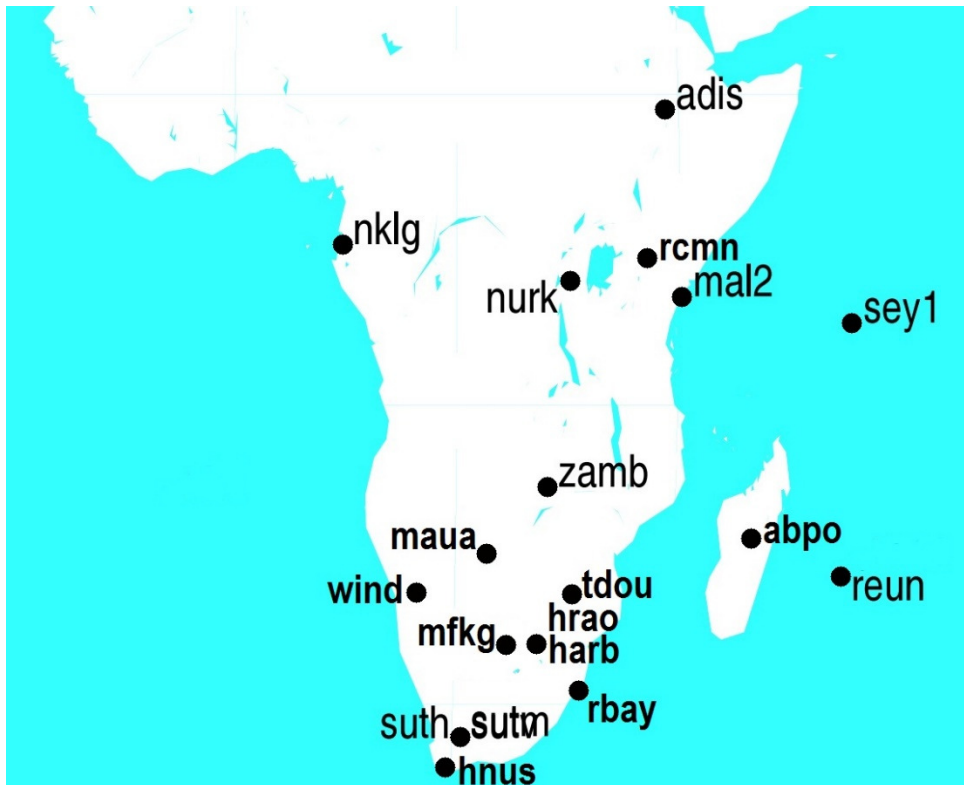 adis
nklg
rcmn
nurk
mal2
sey1
zamb
maua
abpo
wind
tdou
reun
hrao
mfkg
harb
rbay
suth
hnus